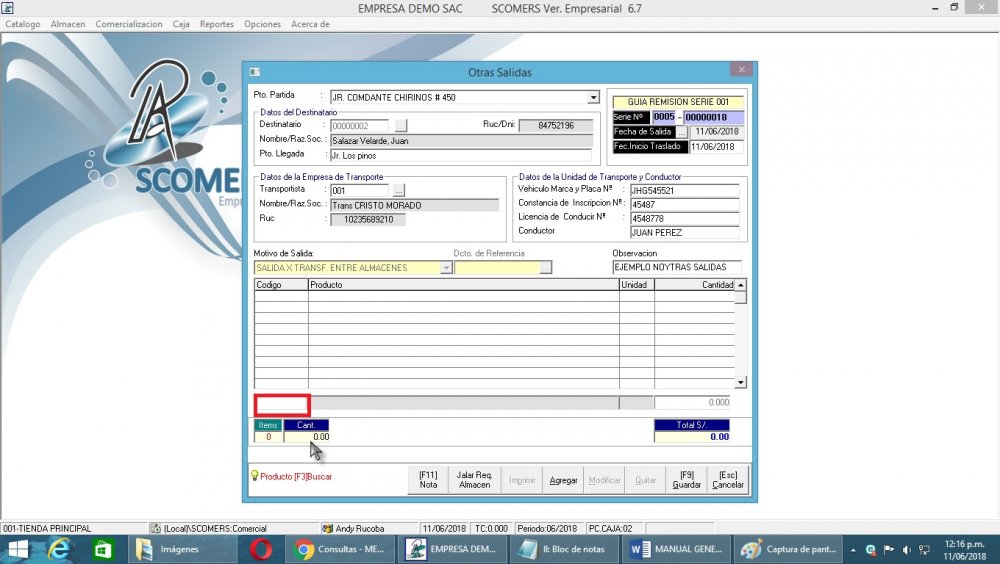 EMPRESA DEMO SAC SCOMERS Ver. Empresarial 6.7
Catalogo Almacen Comercialización Caja Reportes Opciones Acerca de
SCOMER
Otras Salidas
Pto. Partida : JR. COMDANTE CHIRINOS # 450
GUIA REMISION SERIE 001
Serie Nº 0005 - 00000018
Fecha de Salida ... 11/06/2018
Fec.Inicio Traslado 11/06/2018
Datos del Destinatario
Destinatario : 00000002 Ruc/Dni: 84752196
Nombre/Raz.Soc. : Salazar Velarde, Juan
Pto. Llegada : Jr. Los pinos
Datos de la Empresa de Transporte
Transportista : 001 ...
Nombre/Raz.Soc. : Trans CRISTO MORADO
Ruc : 10235689210
Datos de la Unidad de Transporte y Conductor
Vehiculo Marca y Placa Nº : JHG545521
Constancia de Inscripcion Nº : 45487
Licencia de Conducir Nº : 4548778
Conductor JUAN PEREZ
Motivo de Salida: Dcto. de Referencia Observacion
SALIDA X TRANSF. ENTRE ALMACENES ... EJEMPLO NOYTRAS SALIDAS
Codigo Producto Unidad Cantidad
0.000
Items Cant. Total S/.
0 0.00 0.00
Producto [F3]Buscar
[F11] Nota
Jalar Req. Almacen
Imprimir
Agregar
Modificar
Quitar
[F9] Guardar
[Esc] Cancelar
001-TIENDA PRINCIPAL (Local)\SCOMERS:Comercial Andy Rucoba 11/06/2018 TC:0.000 Periodo:06/2018 PC.CAJA:02
Imágenes Consultas - ME... EMPRESA DEM... II: Bloc de notas MANUAL GENE... Captura de pant...
12:16 p.m.
11/06/2018